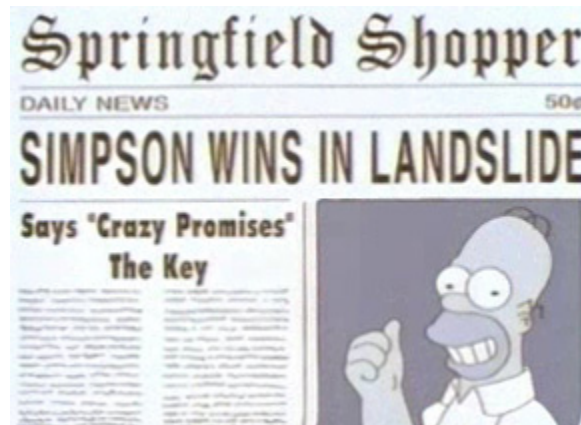 Springfield Shopper
DAILY NEWS 50¢
SIMPSON WINS IN LANDSLIDE
Says "Crazy Promises"
The Key